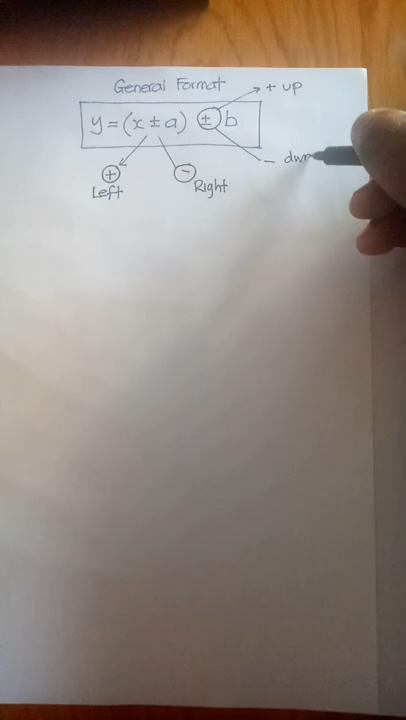 General Format
+ up
y = (x ± a) ± b
- dwn
+ -
Left Right